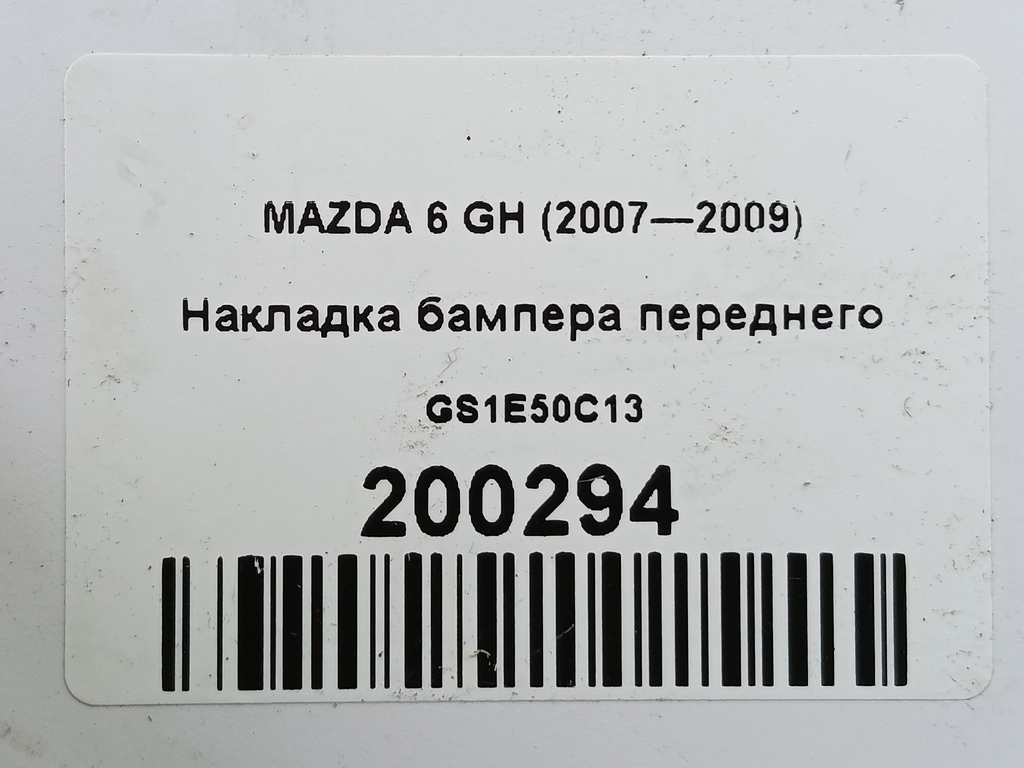 MAZDA 6 GH (2007—2009)
Накладка бампера переднего
GS1E50C13
200294